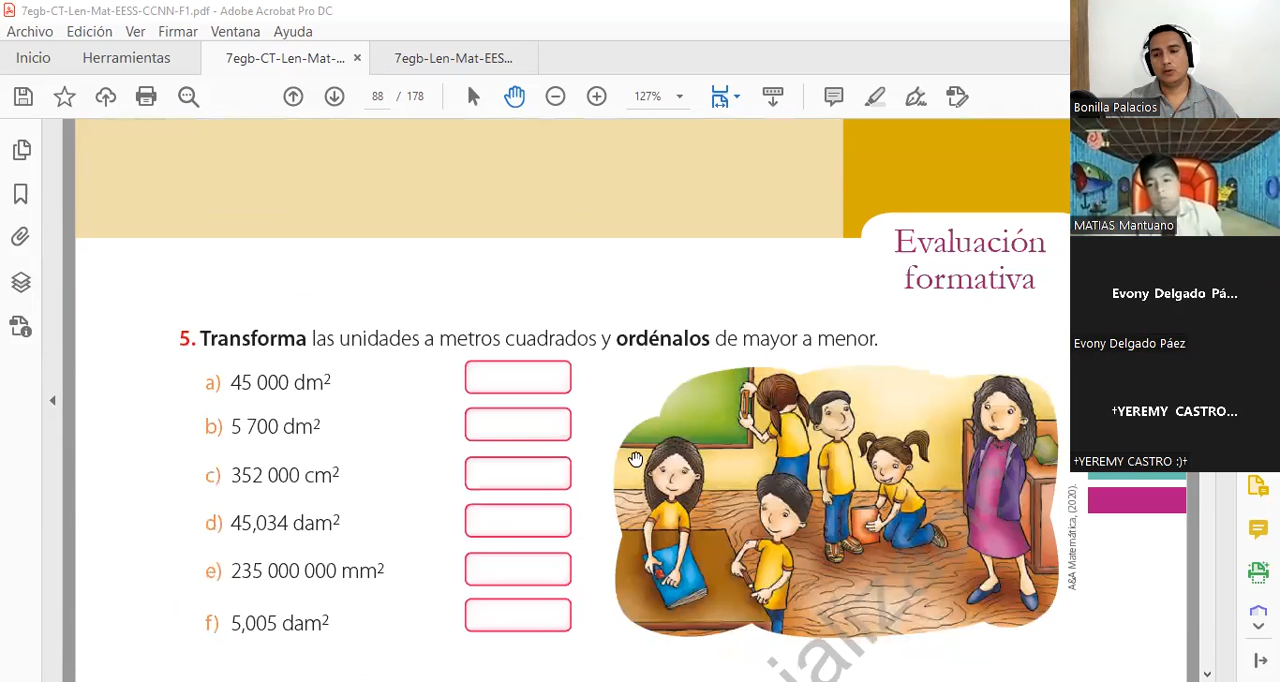 7egb-CT-Len-Mat-EESS-CCNN-F1.pdf - Adobe Acrobat Pro DC
Archivo Edición Ver Firmar Ventana Ayuda
Inicio Herramientas 7egb-CT-Len-Mat-... × 7egb-Len-Mat-EES...
88 / 178 127%
Evaluación
formativa
5. Transforma las unidades a metros cuadrados y ordénalos de mayor a menor.
a) 45 000 dm²
b) 5 700 dm²
c) 352 000 cm²
d) 45,034 dam²
e) 235 000 000 mm²
f) 5,005 dam²
A&A Matemática, (2020).
Bonilla Palacios
MATIAS Mantuano
Evony Delgado Pá...
Evony Delgado Páez
†YEREMY CASTRO...
†YEREMY CASTRO :)†